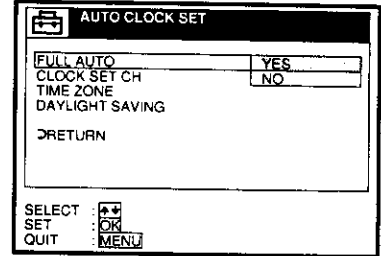 AUTO CLOCK SET
FULL AUTO YES
CLOCK SET CH NO
TIME ZONE
DAYLIGHT SAVING
RETURN
SELECT :
SET : OK
QUIT : MENU